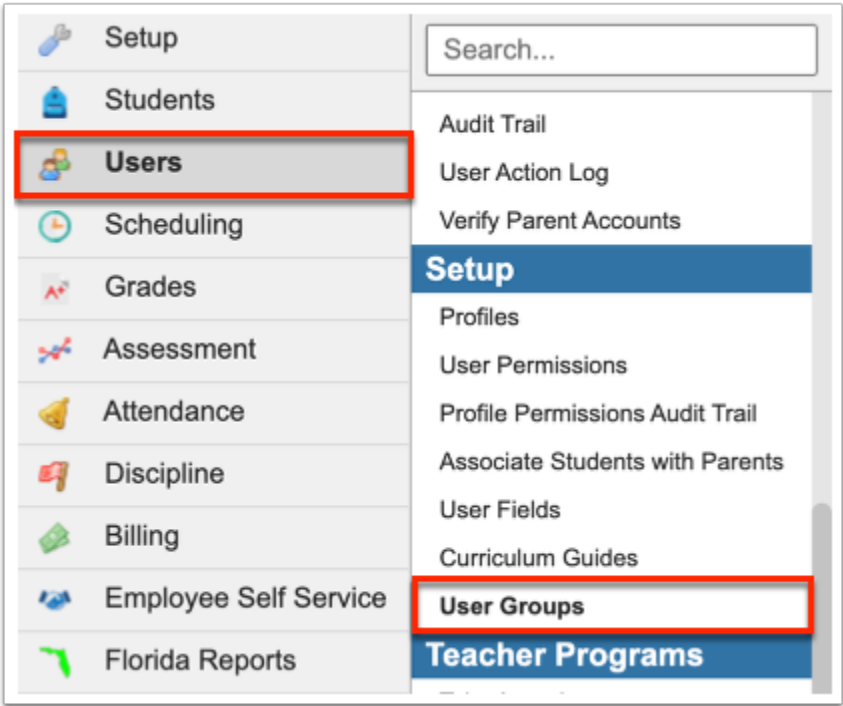 Setup
Students
Users
Scheduling
Grades
Assessment
Attendance
Discipline
Billing
Employee Self Service
Florida Reports
Search...
Audit Trail
User Action Log
Verify Parent Accounts
Setup
Profiles
User Permissions
Profile Permissions Audit Trail
Associate Students with Parents
User Fields
Curriculum Guides
User Groups
Teacher Programs